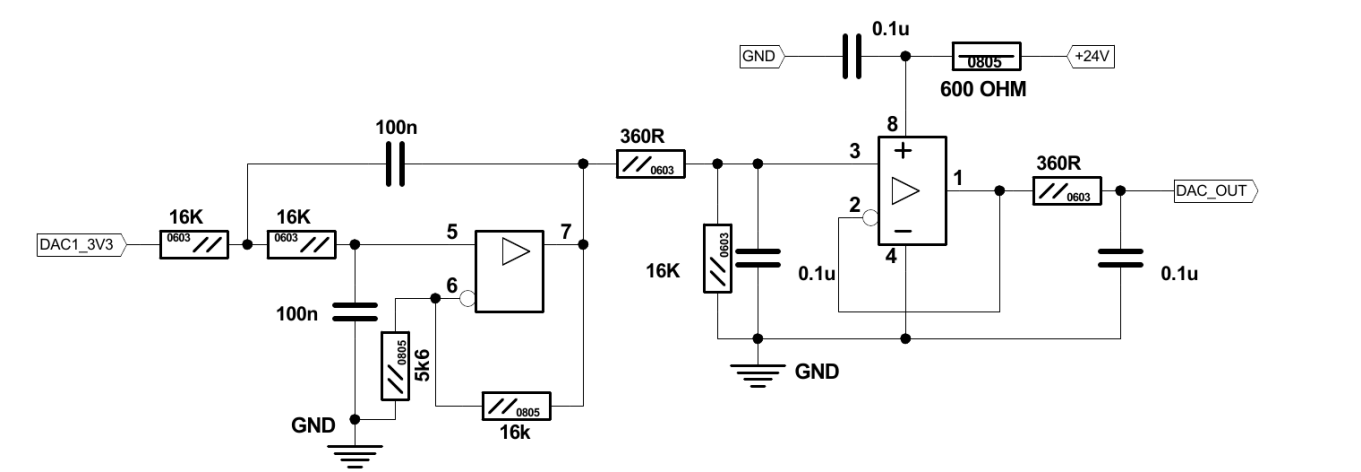 0.1u
GND
+24V
0805
600 OHM
8
100n
360R
0603
3
+
360R
0603
1
DAC_OUT
2
−
4
16K
0603
16K
0603
DAC1_3V3
5
7
6
16K
0603
0.1u
0.1u
100n
0805
5k6
GND
0805
16k
GND